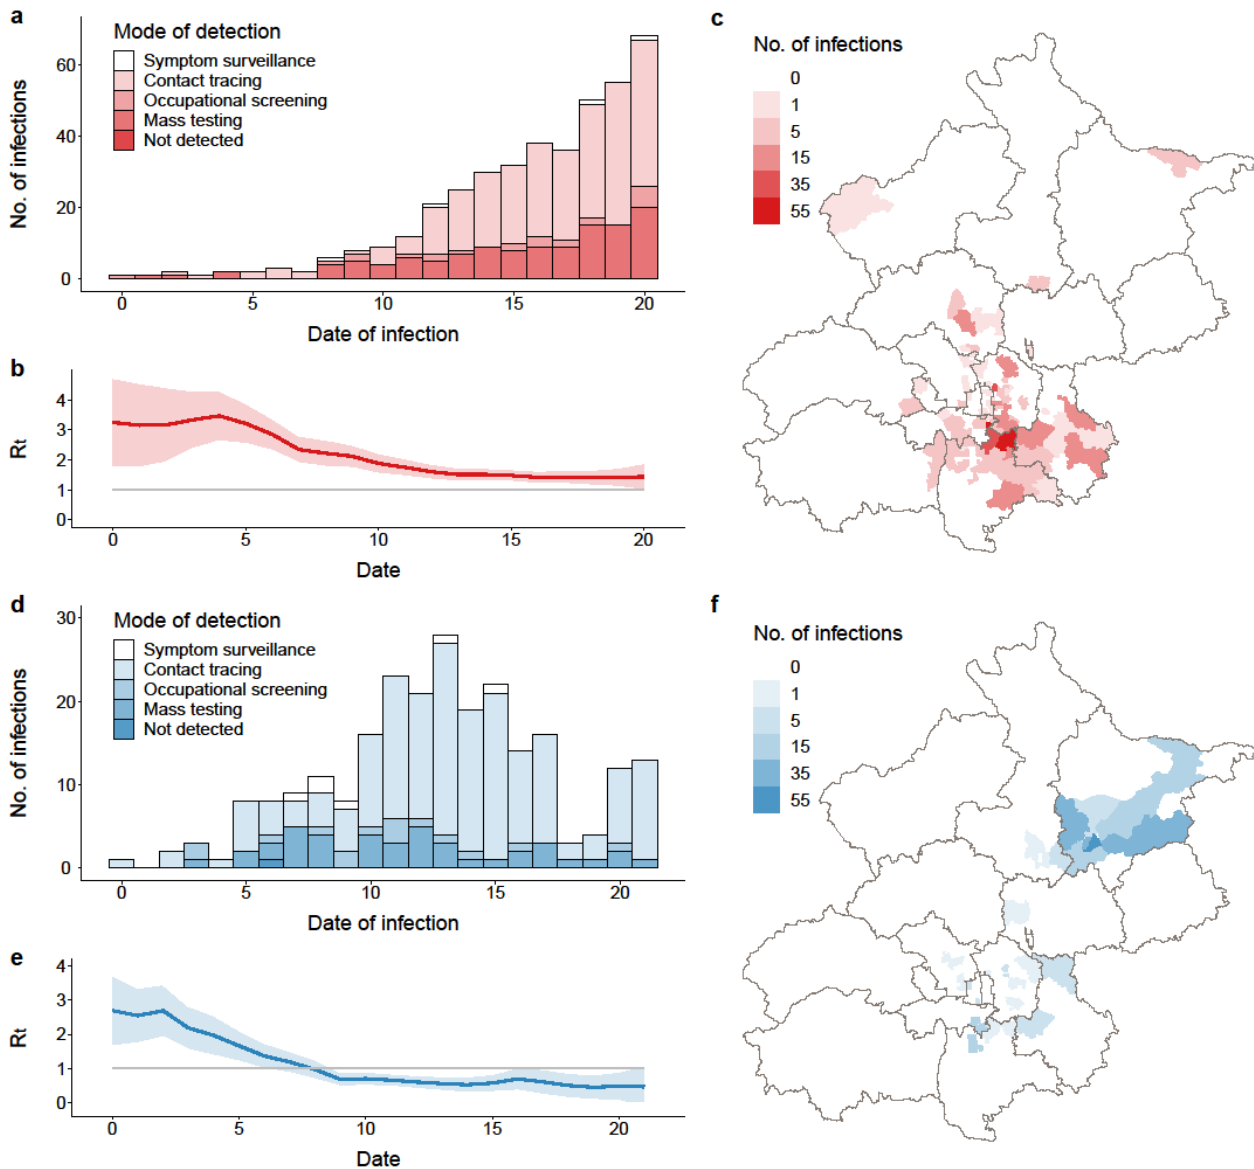 a
Mode of detection
Symptom surveillance
Contact tracing
Occupational screening
Mass testing
Not detected
No. of infections
60
40
20
0
0 5 10 15 20
Date of infection
b
Rt
4
3
2
1
0
0 5 10 15 20
Date
c
No. of infections
0
1
5
15
35
55
d
Mode of detection
Symptom surveillance
Contact tracing
Occupational screening
Mass testing
Not detected
No. of infections
30
20
10
0
0 5 10 15 20
Date of infection
e
Rt
4
3
2
1
0
0 5 10 15 20
Date
f
No. of infections
0
1
5
15
35
55